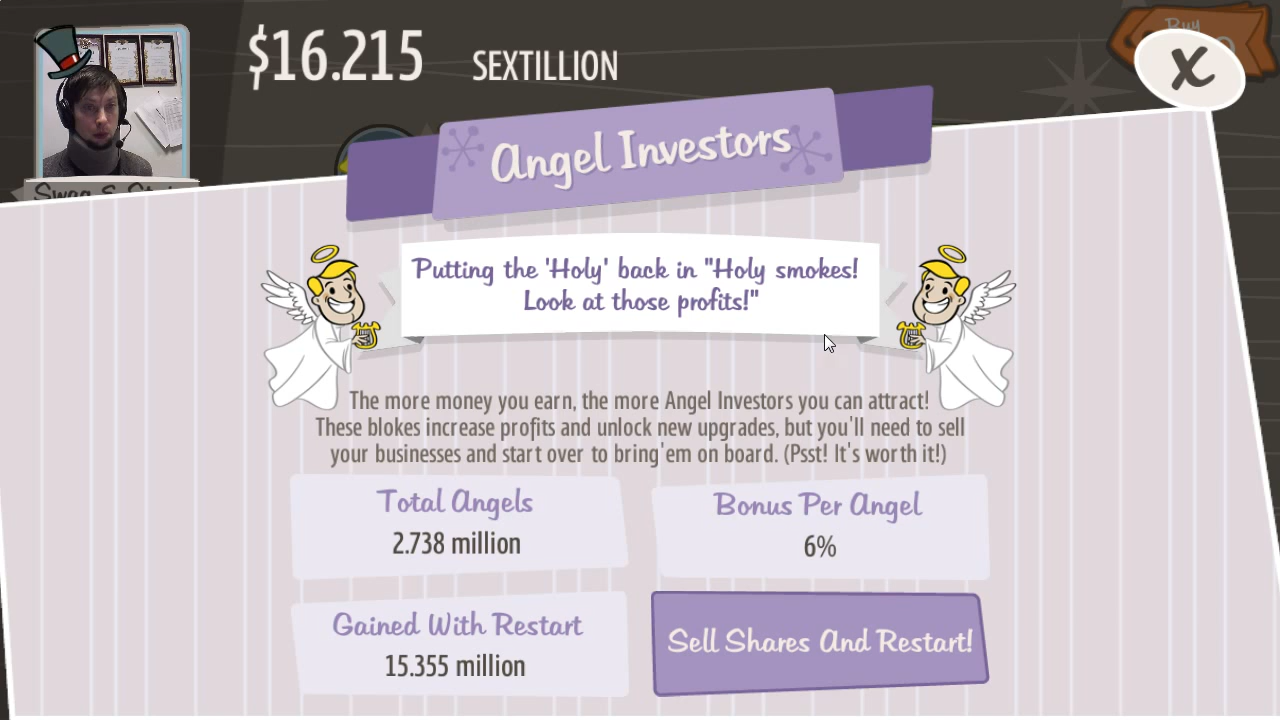 $16.215 SEXTILLION
Buy
Angel Investors
Putting the 'Holy' back in "Holy smokes!
Look at those profits!"
The more money you earn, the more Angel Investors you can attract!
These blokes increase profits and unlock new upgrades, but you'll need to sell
your businesses and start over to bring'em on board. (Psst! It's worth it!)
Total Angels
2.738 million
Bonus Per Angel
6%
Gained With Restart
15.355 million
Sell Shares And Restart!
X